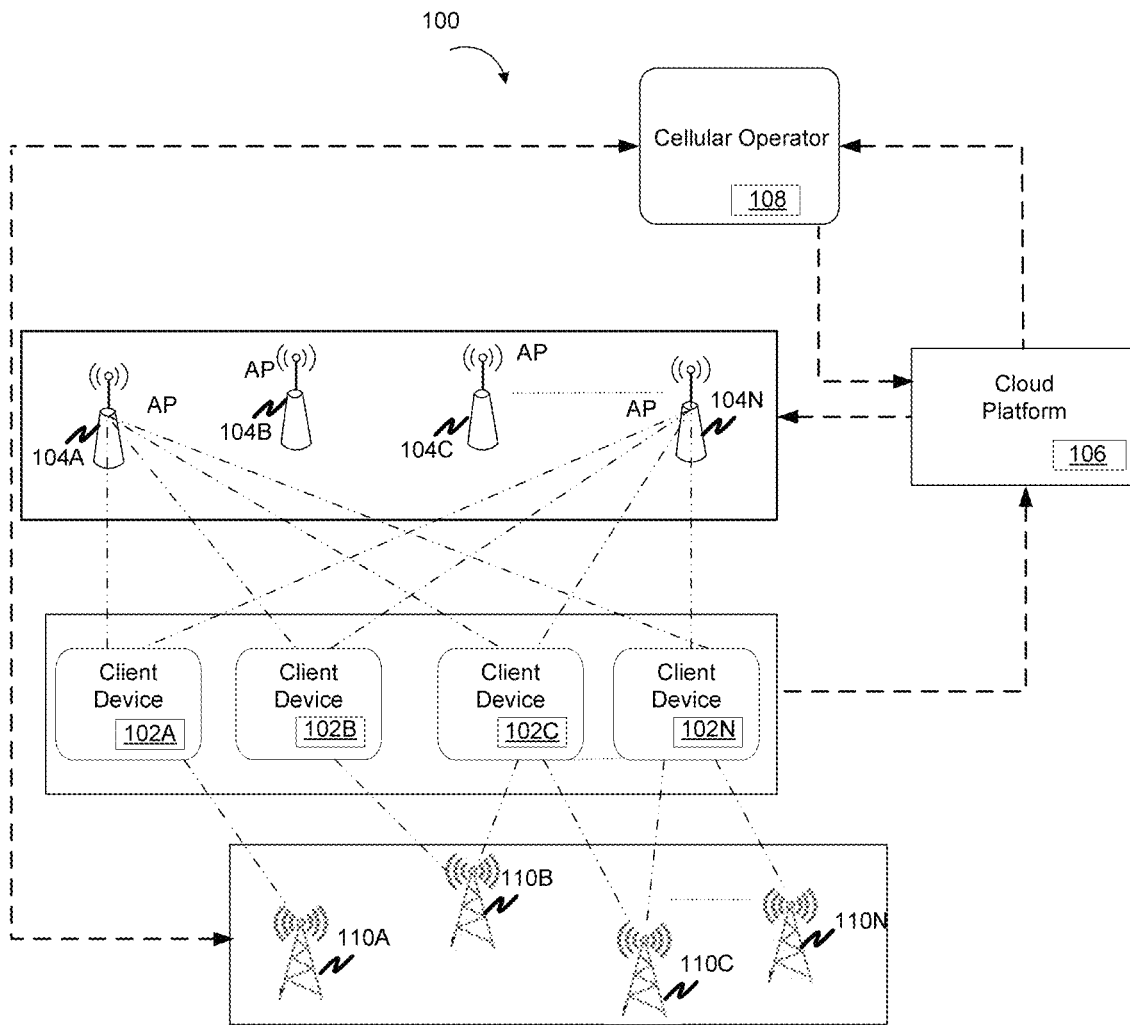 100
Cellular Operator
108
AP
AP
AP
AP
104A
104B
104C
104N
Cloud
Platform
106
Client
Device
102A
Client
Device
102B
Client
Device
102C
Client
Device
102N
110A
110B
110C
110N